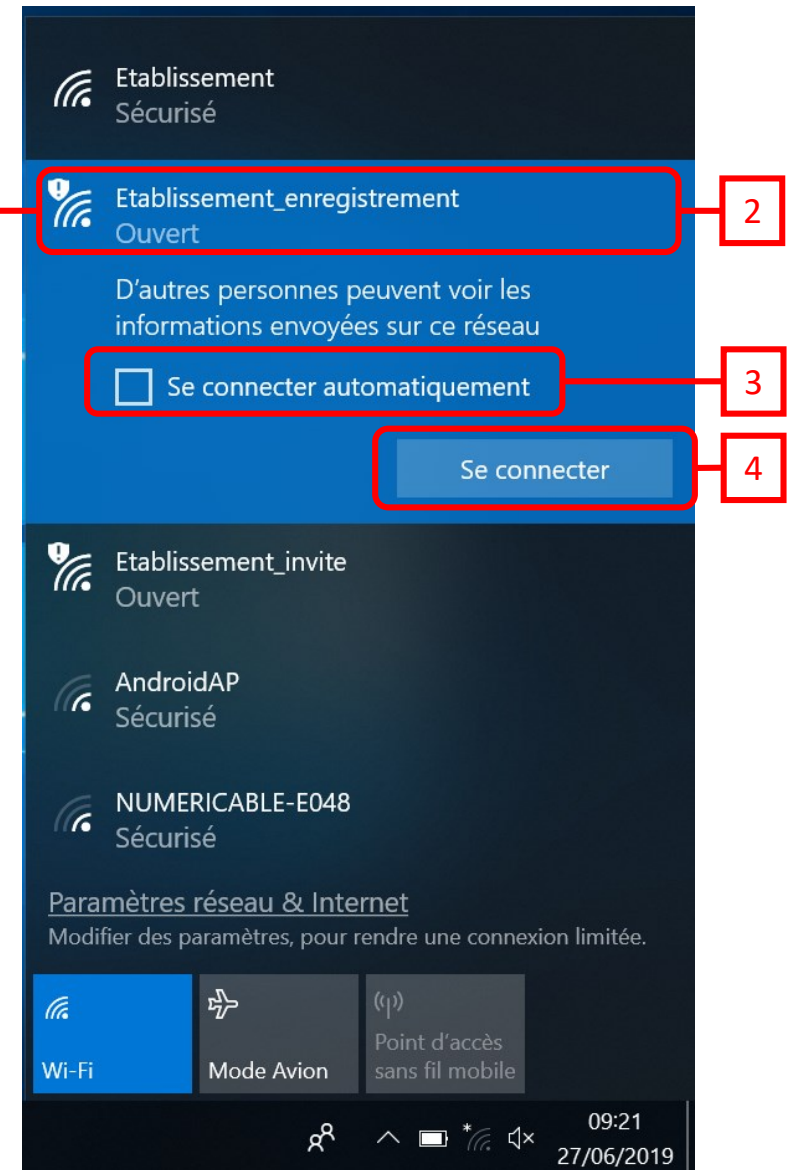 Etablissement
Sécurisé
Etablissement_enregistrement
Ouvert
2
D'autres personnes peuvent voir les
informations envoyées sur ce réseau
Se connecter automatiquement
3
Se connecter
4
Etablissement_invite
Ouvert
AndroidAP
Sécurisé
NUMERICABLE-E048
Sécurisé
Paramètres réseau & Internet
Modifier des paramètres, pour rendre une connexion limitée.
Wi-Fi
Mode Avion
Point d'accès
sans fil mobile
09:21
27/06/2019